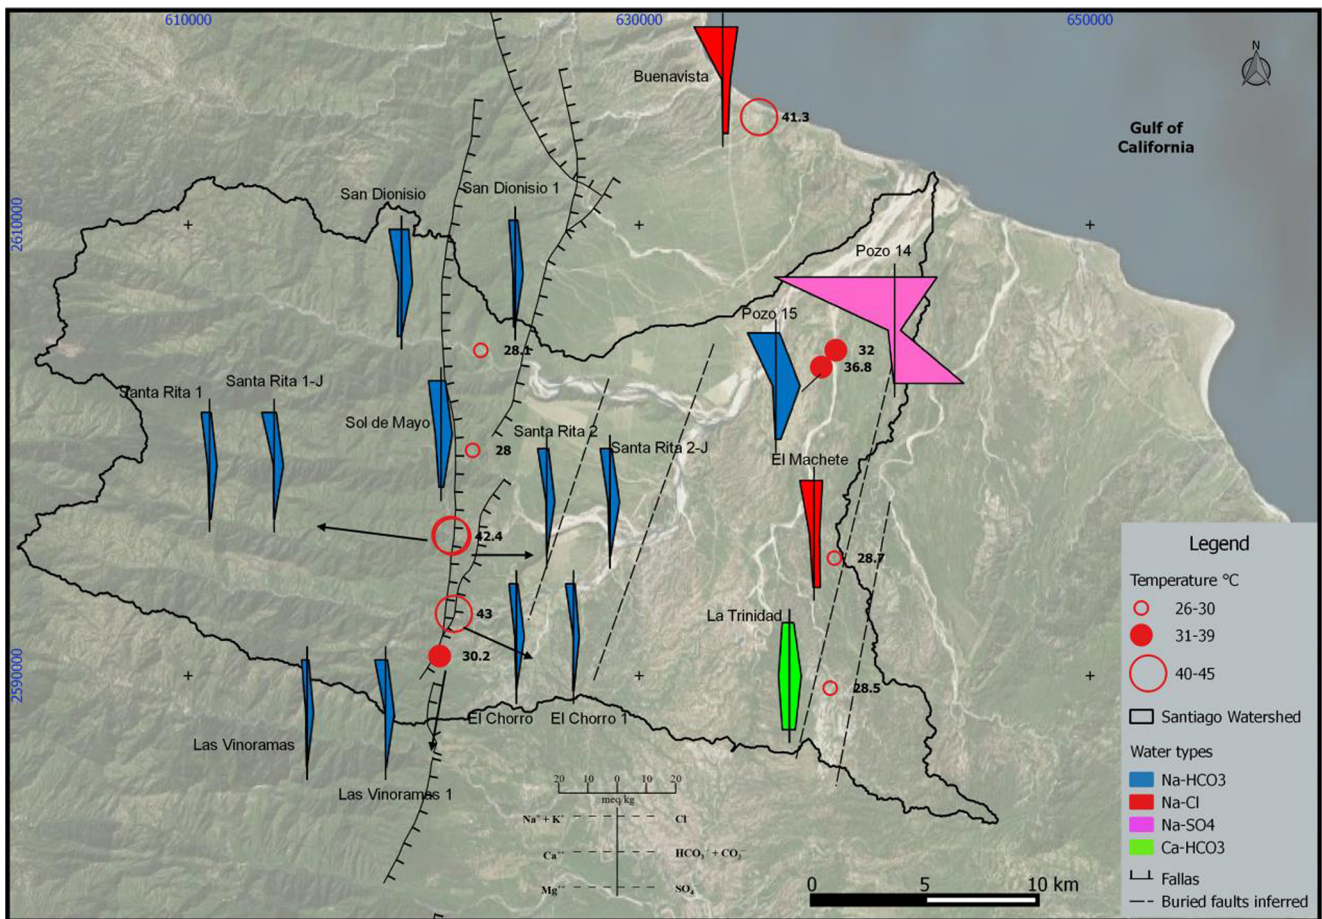 610000
630000
650000
N
Buenavista
41.3
Gulf of
California
San Dionisio
San Dionisio 1
2610000
Pozo 14
Pozo 15
28.1
32
36.8
Santa Rita 1
Santa Rita 1-J
Sol de Mayo
28
Santa Rita 2
Santa Rita 2-J
El Machete
42.4
28.7
43
La Trinidad
30.2
28.5
2590000
El Chorro
El Chorro 1
Las Vinoramas
Las Vinoramas 1
20 10 0 10 20
meq/kg
Na⁺ + K⁺ Cl⁻
Ca⁺⁺ HCO₃⁻ + CO₃⁻
Mg⁺⁺ SO₄⁻
0 5 10 km
Legend
Temperature °C
26-30
31-39
40-45
Santiago Watershed
Water types
Na-HCO3
Na-Cl
Na-SO4
Ca-HCO3
Fallas
Buried faults inferred